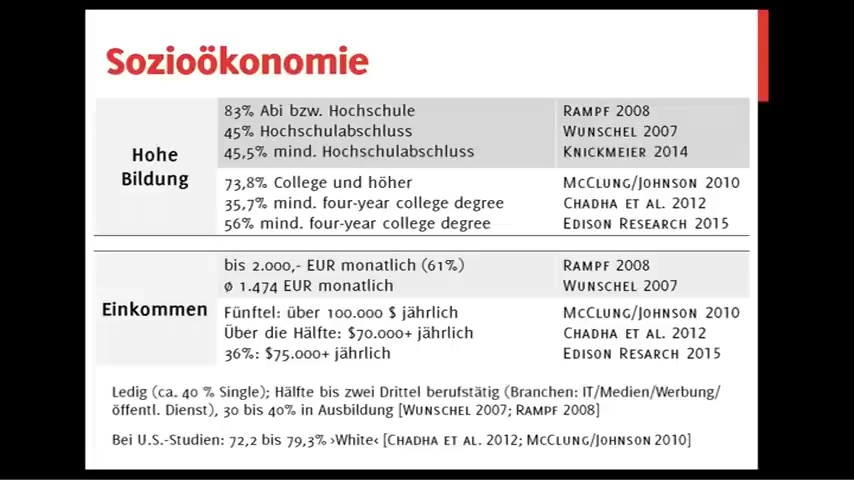 Sozioökonomie
Hohe Bildung
83% Abi bzw. Hochschule RAMPF 2008
45% Hochschulabschluss WUNSCHEL 2007
45,5% mind. Hochschulabschluss KNICKMEIER 2014
73,8% College und höher MCCLUNG/JOHNSON 2010
35,7% mind. four-year college degree CHADHA ET AL. 2012
56% mind. four-year college degree EDISON RESEARCH 2015
Einkommen
bis 2.000,- EUR monatlich (61%) RAMPF 2008
ø 1.474 EUR monatlich WUNSCHEL 2007
Fünftel: über 100.000 $ jährlich MCCLUNG/JOHNSON 2010
Über die Hälfte: $70.000+ jährlich CHADHA ET AL. 2012
36%: $75.000+ jährlich EDISON RESARCH 2015
Ledig (ca. 40 % Single); Hälfte bis zwei Drittel berufstätig (Branchen: IT/Medien/Werbung/
öffentl. Dienst), 30 bis 40% in Ausbildung [WUNSCHEL 2007; RAMPF 2008]
Bei U.S.-Studien: 72,2 bis 79,3% ›White‹ [CHADHA ET AL. 2012; MCCLUNG/JOHNSON 2010]